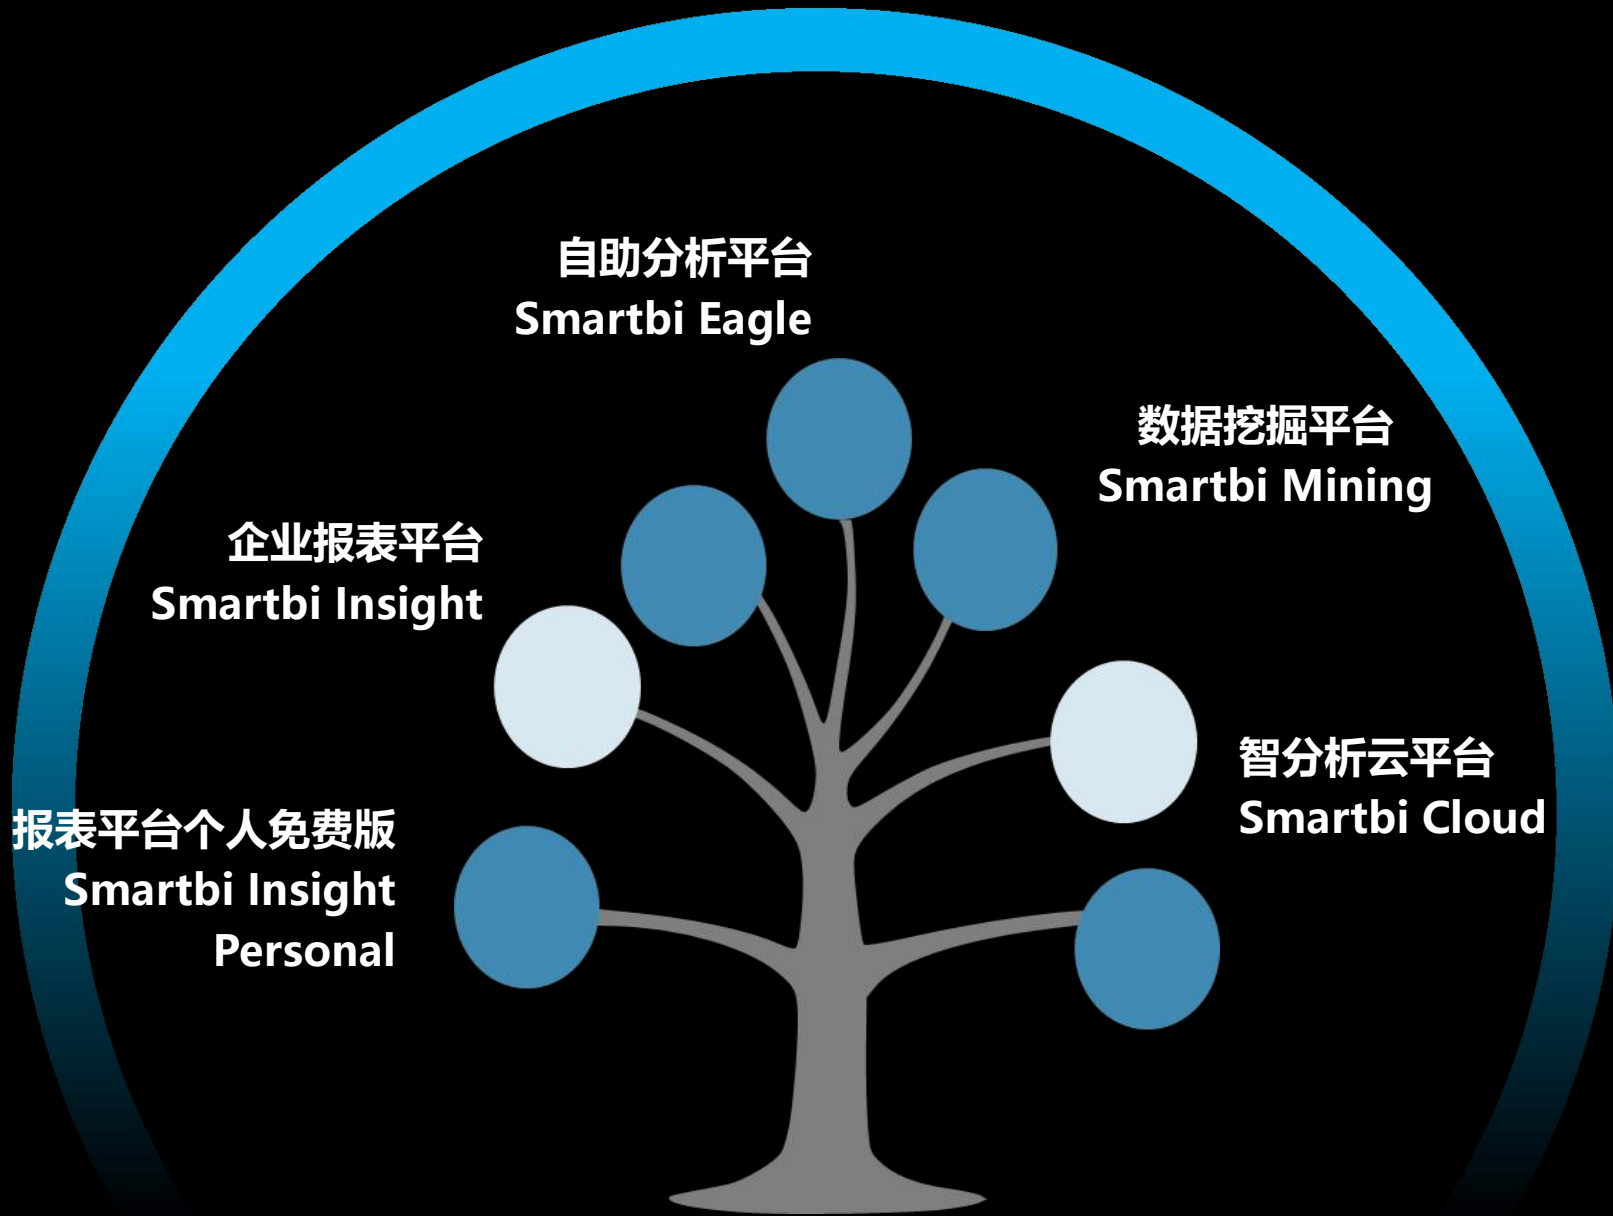 自助分析平台
Smartbi Eagle
数据挖掘平台
Smartbi Mining
企业报表平台
Smartbi Insight
智分析云平台
Smartbi Cloud
报表平台个人免费版
Smartbi Insight
Personal